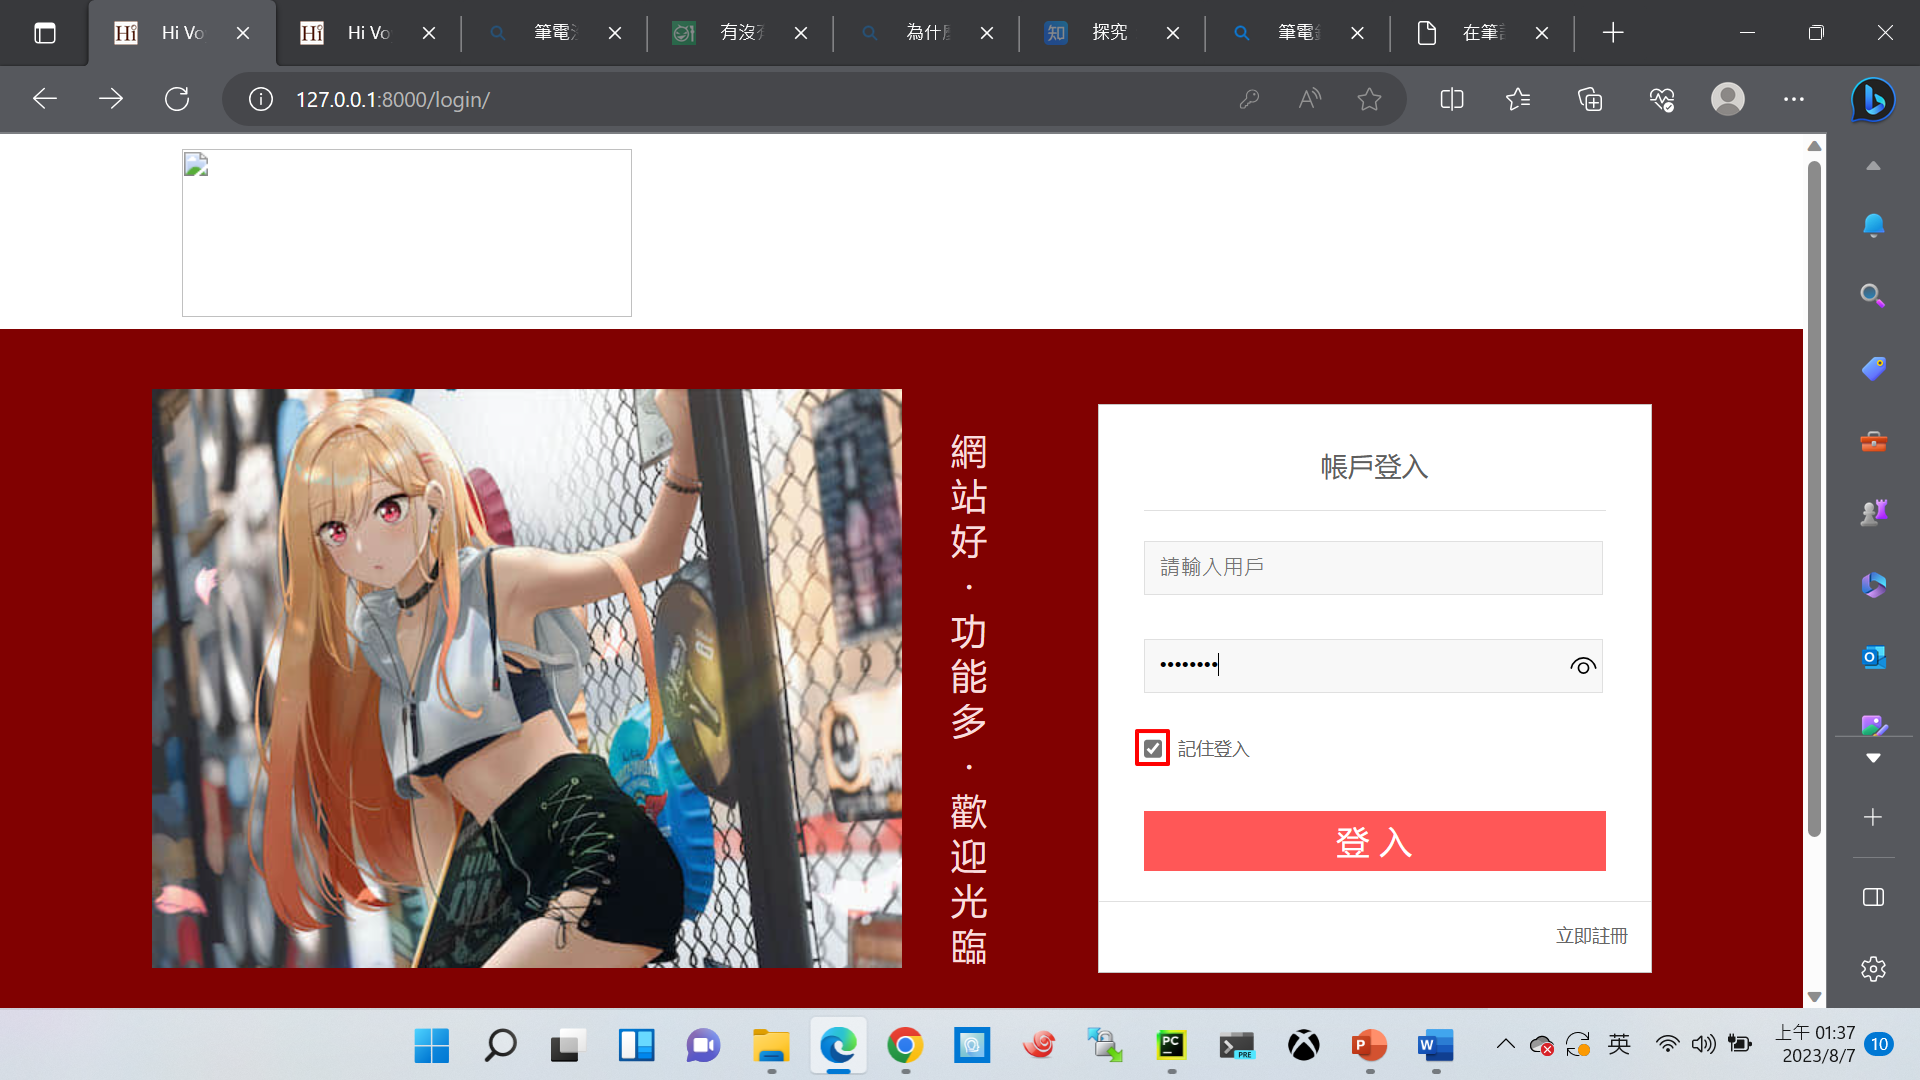 Hi Vo
Hi Vo
筆電
有沒
為什
探究
筆電
在筆
127.0.0.1:8000/login/
網站好·功能多·歡迎光臨
帳戶登入
請輸入用戶
••••••••
記住登入
登入
立即註冊
英
上午 01:37
2023/8/7
10